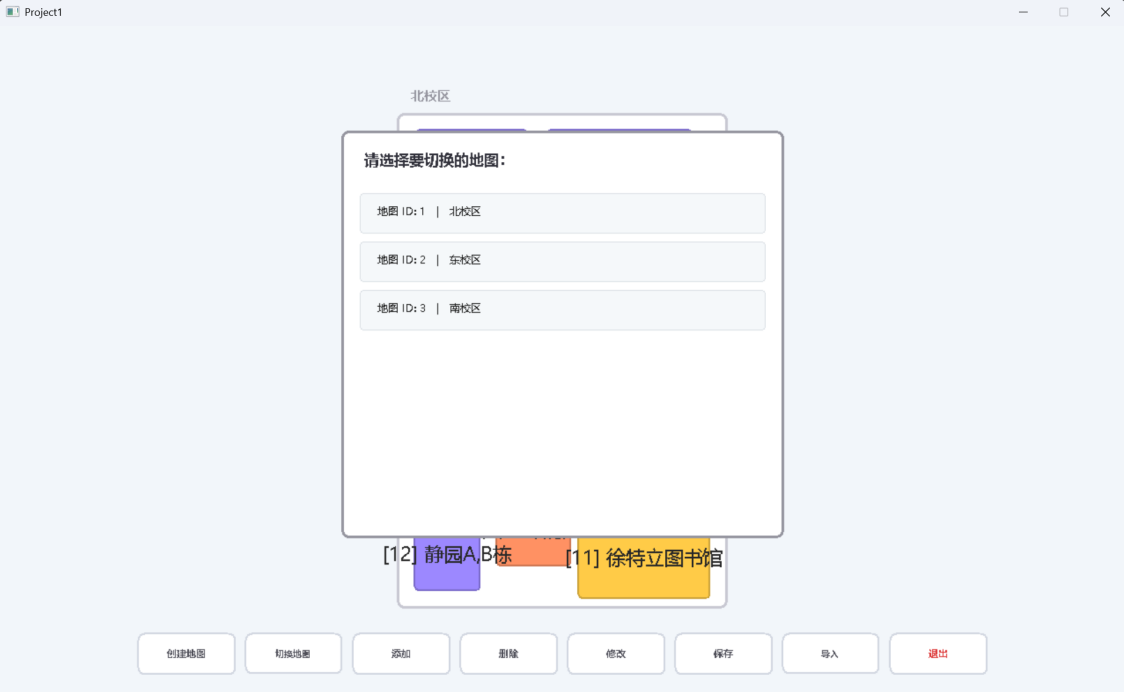 Project1
北校区
请选择要切换的地图:
地图 ID: 1 | 北校区
地图 ID: 2 | 东校区
地图 ID: 3 | 南校区
[12] 静园A,B栋
[11] 徐特立图书馆
创建地图
切换地图
添加
删除
修改
保存
导入
退出